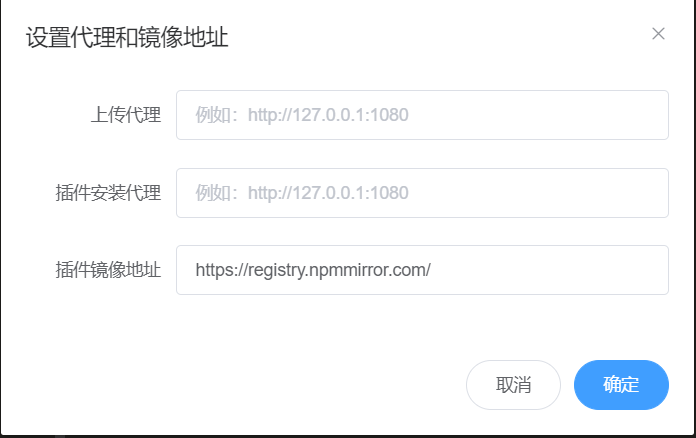 设置代理和镜像地址
上传代理 例如：http://127.0.0.1:1080
插件安装代理 例如：http://127.0.0.1:1080
插件镜像地址 https://registry.npmmirror.com/
取消 确定